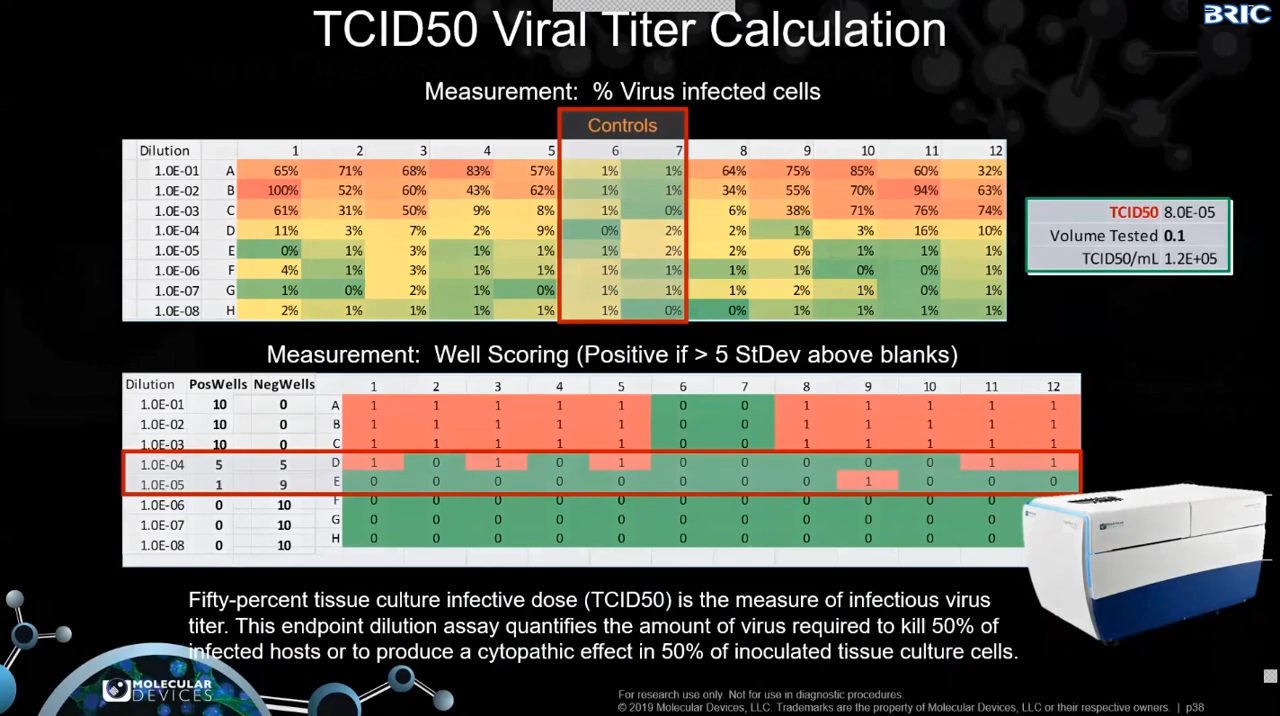 BRIC
TCID50 Viral Titer Calculation
Measurement: % Virus infected cells
Controls
Dilution 1 2 3 4 5 6 7 8 9 10 11 12
1.0E-01 A 65% 71% 68% 83% 57% 1% 1% 64% 75% 85% 60% 32%
1.0E-02 B 100% 52% 60% 43% 62% 1% 1% 34% 55% 70% 94% 63%
1.0E-03 C 61% 31% 50% 9% 8% 1% 0% 6% 38% 71% 76% 74%
1.0E-04 D 11% 3% 7% 2% 9% 0% 2% 2% 1% 3% 16% 10%
1.0E-05 E 0% 1% 3% 1% 1% 1% 2% 2% 6% 1% 1% 1%
1.0E-06 F 4% 1% 3% 1% 1% 1% 1% 1% 1% 0% 0% 1%
1.0E-07 G 1% 0% 2% 1% 0% 1% 1% 1% 2% 1% 0% 1%
1.0E-08 H 2% 1% 1% 1% 1% 1% 0% 0% 1% 1% 1% 1%
TCID50 8.0E-05
Volume Tested 0.1
TCID50/mL 1.2E+05
Measurement: Well Scoring (Positive if > 5 StDev above blanks)
Dilution PosWells NegWells 1 2 3 4 5 6 7 8 9 10 11 12
1.0E-01 10 0 A 1 1 1 1 1 0 0 1 1 1 1 1
1.0E-02 10 0 B 1 1 1 1 1 0 0 1 1 1 1 1
1.0E-03 10 0 C 1 1 1 1 1 0 0 1 1 1 1 1
1.0E-04 5 5 D 1 0 1 0 1 0 0 0 0 0 1 1
1.0E-05 1 9 E 0 0 0 0 0 0 0 0 1 0 0 0
1.0E-06 0 10 F 0 0 0 0 0 0 0 0 0 0 0 0
1.0E-07 0 10 G 0 0 0 0 0 0 0 0 0 0 0 0
1.0E-08 0 10 H 0 0 0 0 0 0 0 0 0 0 0 0
Fifty-percent tissue culture infective dose (TCID50) is the measure of infectious virus
titer. This endpoint dilution assay quantifies the amount of virus required to kill 50% of
infected hosts or to produce a cytopathic effect in 50% of inoculated tissue culture cells.
MOLECULAR
DEVICES
For research use only. Not for use in diagnostic procedures.
© 2019 Molecular Devices, LLC. Trademarks are the property of Molecular Devices, LLC or their respective owners. | p38